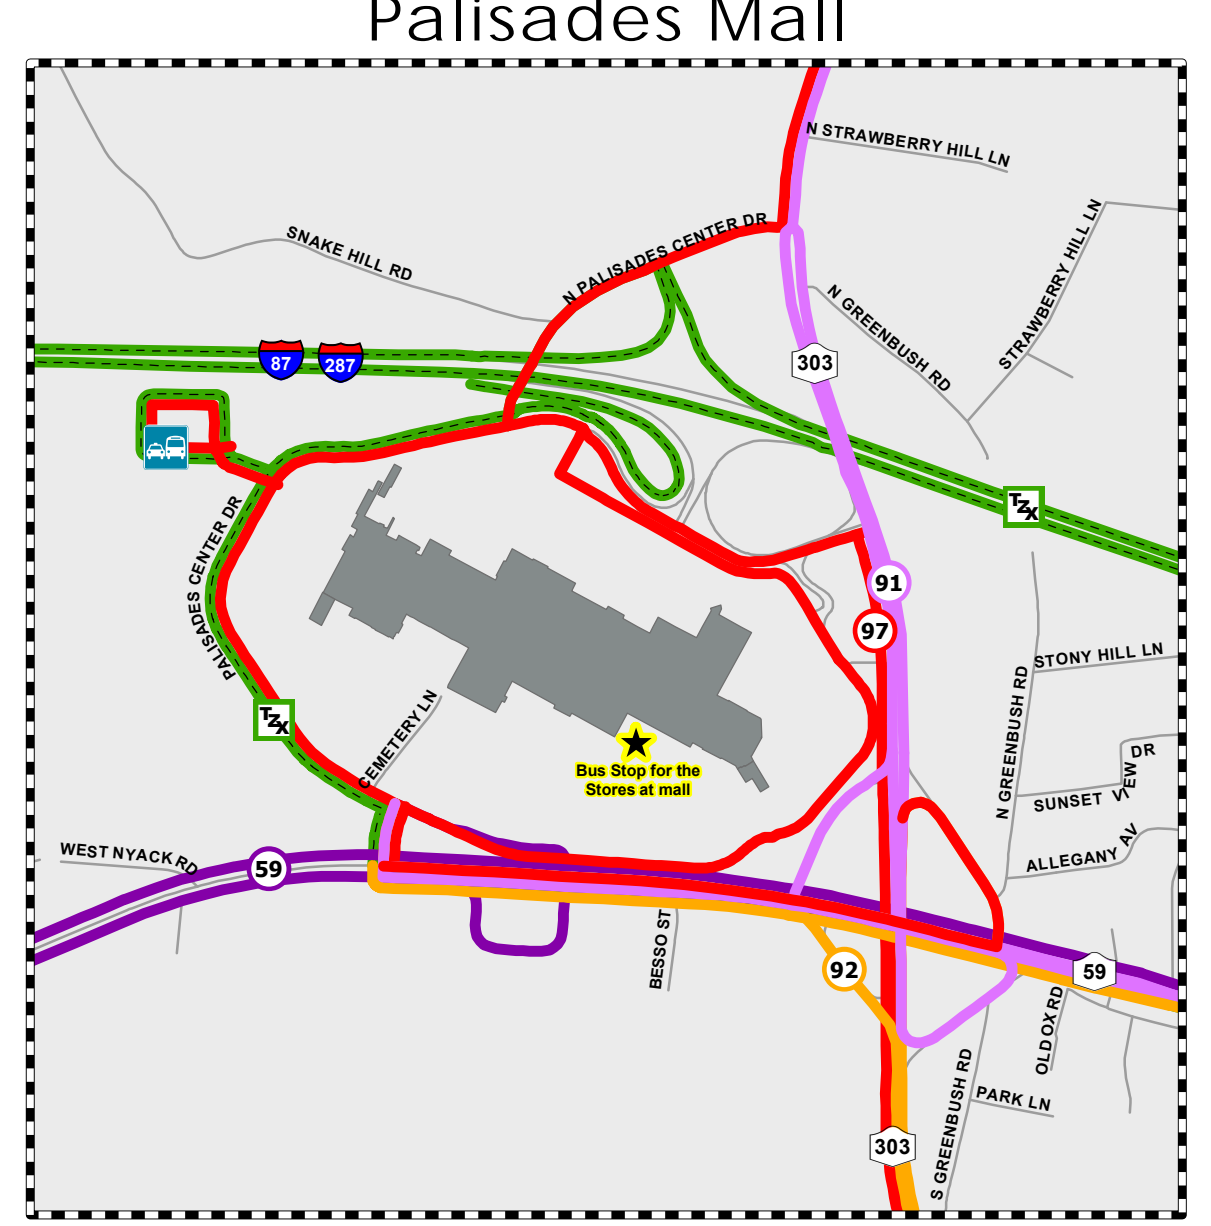 Palisades Mall
N STRAWBERRY HILL LN
STRAWBERRY HILL LN
SNAKE HILL RD
N PALISADES CENTER DR
N GREENBUSH RD
87
287
303
TZx
PALISADES CENTER DR
91
97
STONY HILL LN
N GREENBUSH RD
TZx
CEMETERY LN
Bus Stop for the
Stores at mall
DR
SUNSET VIEW
ALLEGANY AV
WEST NYACK RD
59
BESSO ST
92
59
OLD OX RD
S GREENBUSH RD
PARK LN
303